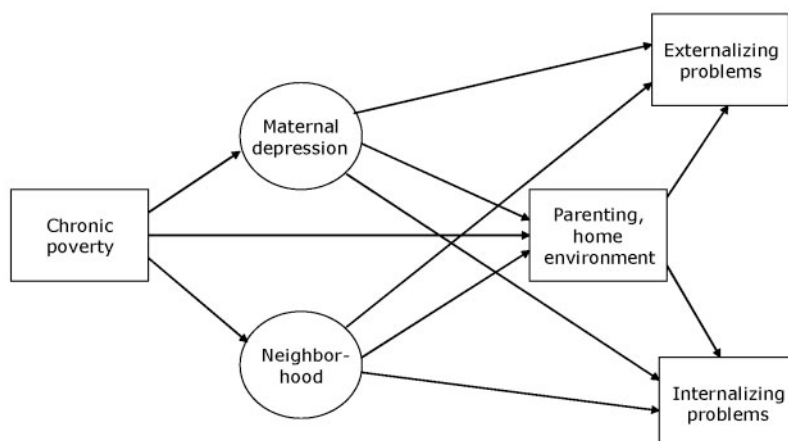 Externalizing
problems
Maternal
depression
Chronic
poverty
Parenting,
home
environment
Neighbor-
hood
Internalizing
problems